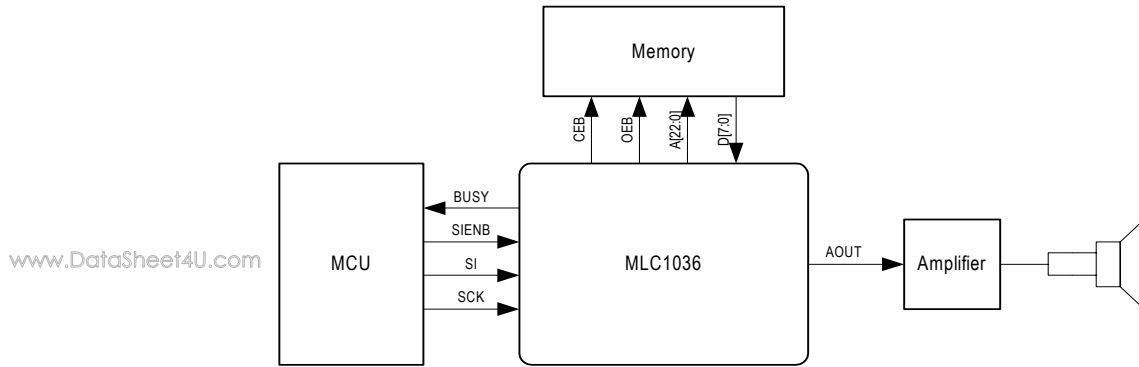 Memory
CEB
OEB
A[22:0]
D[7:0]
BUSY
SIENB
SI
SCK
MCU
MLC1036
AOUT
Amplifier
www.DataSheet4U.com